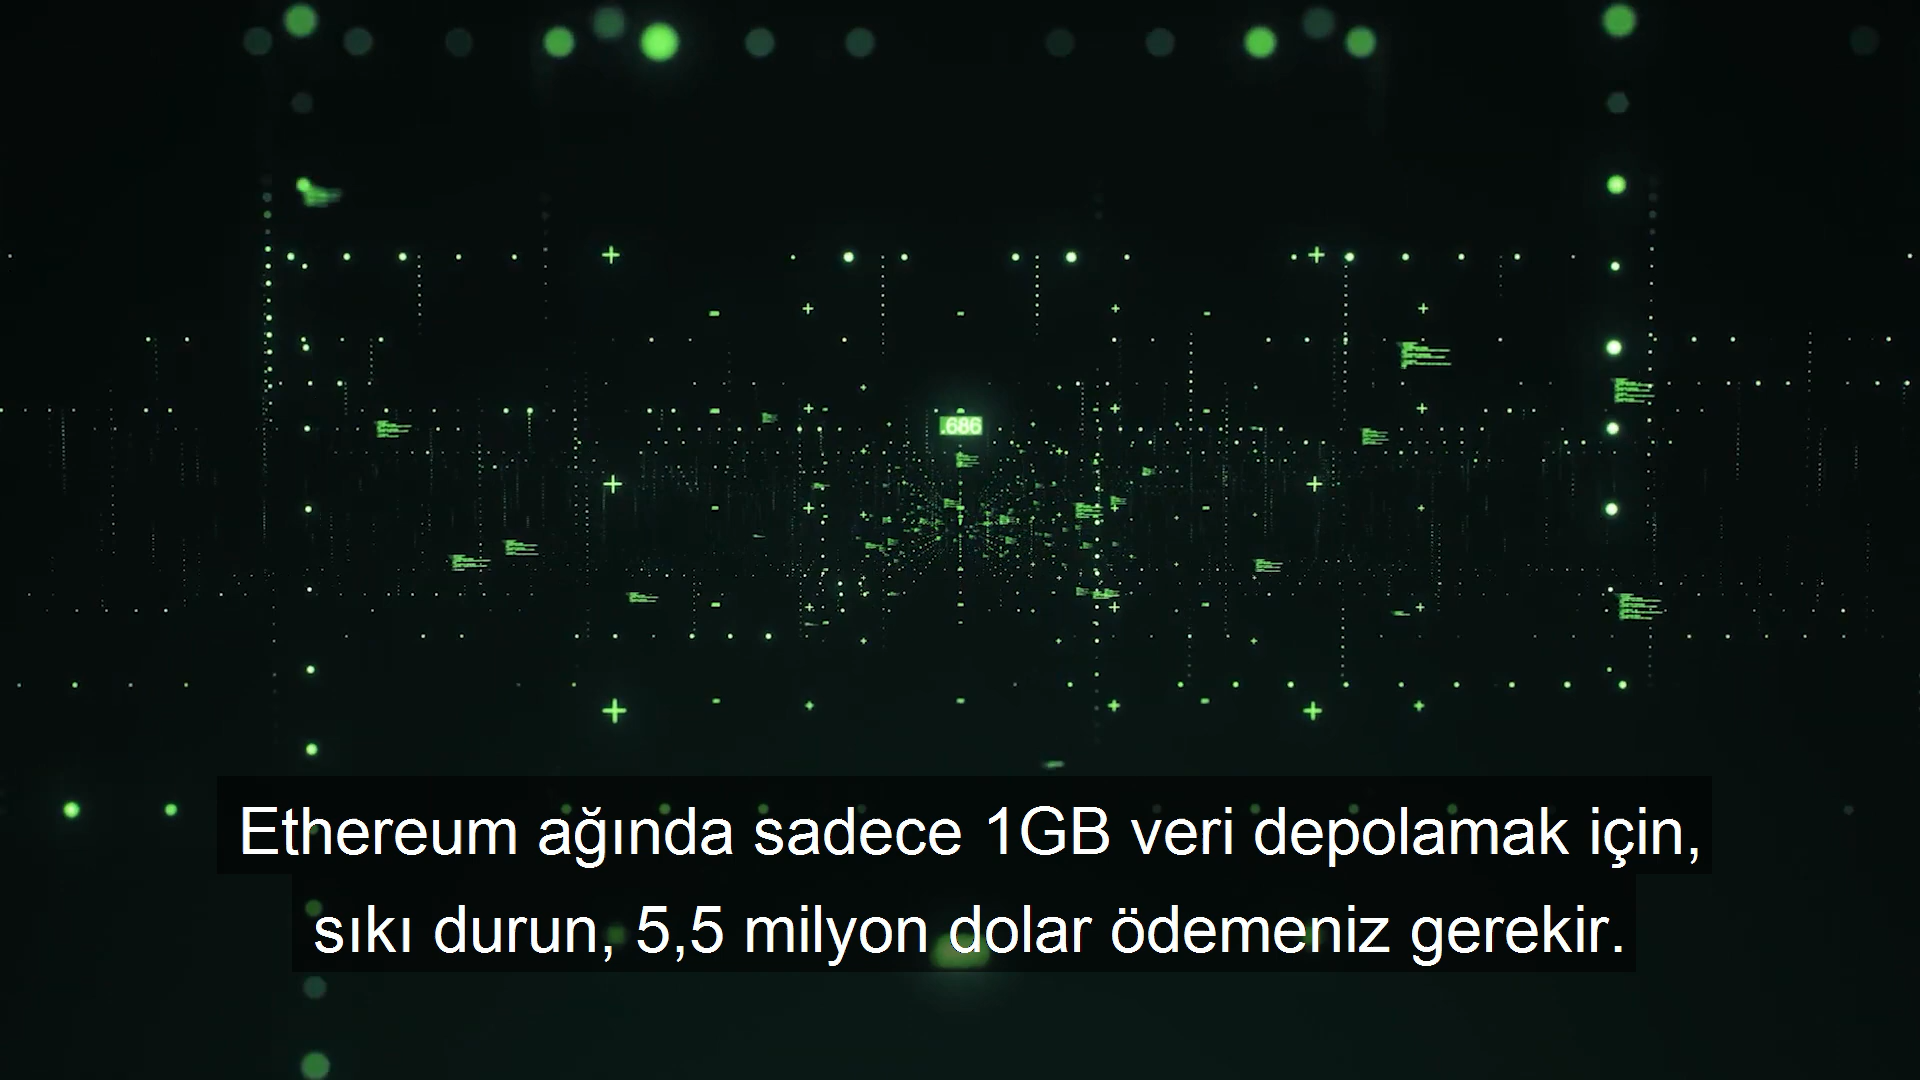 .686
Ethereum ağında sadece 1GB veri depolamak için,
sıkı durun, 5,5 milyon dolar ödemeniz gerekir.